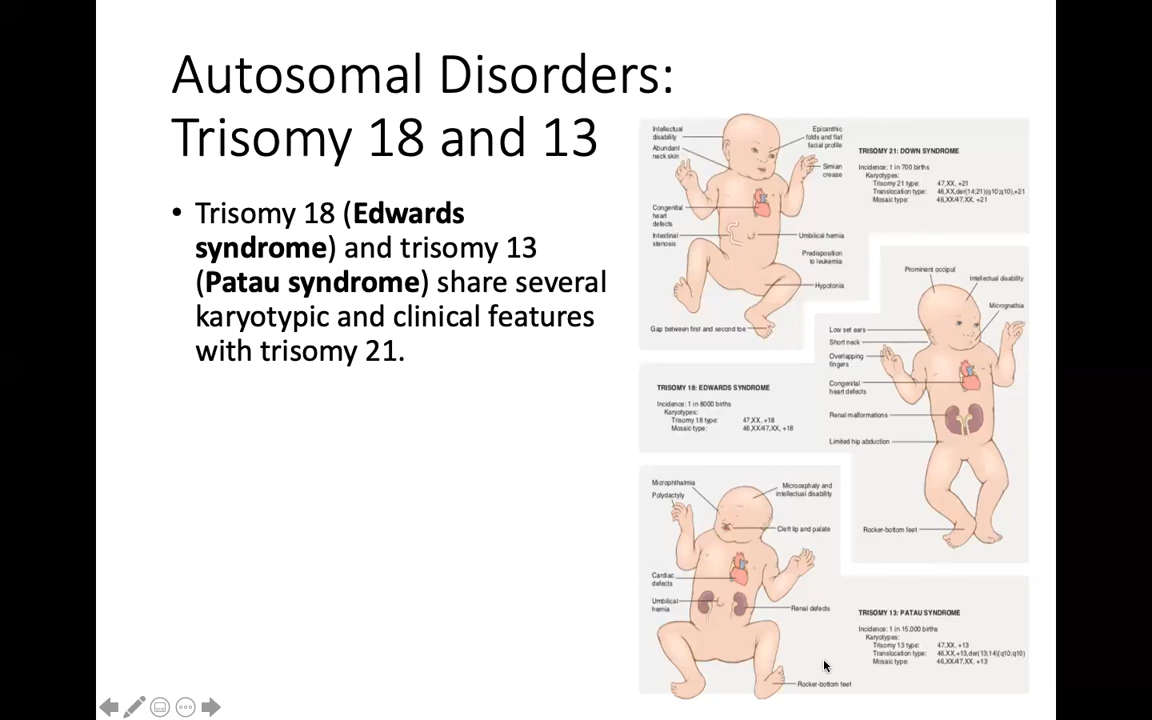 Autosomal Disorders:
Trisomy 18 and 13
• Trisomy 18 (Edwards
syndrome) and trisomy 13
(Patau syndrome) share several
karyotypic and clinical features
with trisomy 21.
Intellectual
disability
Abundant
neck skin
Congenital
heart
defects
Intestinal
stenosis
Gap between first and second toe
Epicanthic
folds and flat
facial profile
Simian
crease
Umbilical hernia
Predisposition
to leukemia
Hypotonia
TRISOMY 21: DOWN SYNDROME
Incidence: 1 in 700 births
Karyotypes:
Trisomy 21 type: 47,XX, +21
Translocation type: 46,XX,der(14;21)(q10;q10),+21
Mosaic type: 46,XX/47,XX, +21
Prominent occiput
Intellectual disability
Micrognathia
Low set ears
Short neck
Overlapping
fingers
Congenital
heart defects
Renal malformations
Limited hip abduction
Rocker-bottom feet
TRISOMY 18: EDWARDS SYNDROME
Incidence: 1 in 8000 births
Karyotypes:
Trisomy 18 type: 47,XX, +18
Mosaic type: 46,XX/47,XX, +18
Microphthalmia
Polydactyly
Microcephaly and
intellectual disability
Cleft lip and palate
Cardiac
defects
Umbilical
hernia
Renal defects
Rocker-bottom feet
TRISOMY 13: PATAU SYNDROME
Incidence: 1 in 15,000 births
Karyotypes:
Trisomy 13 type: 47,XX, +13
Translocation type: 46,XX,+13,der(13;14)(q10;q10)
Mosaic type: 46,XX/47,XX, +13